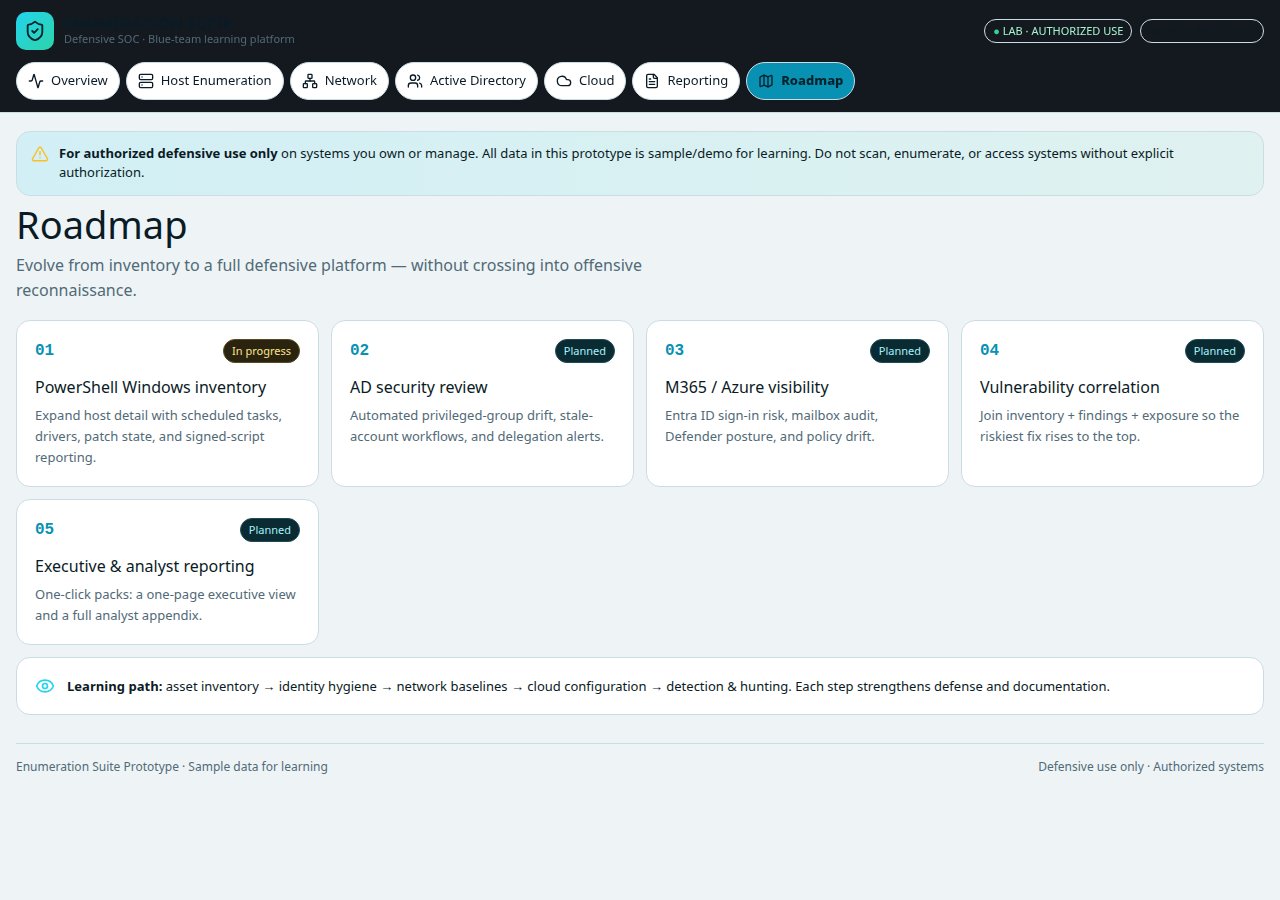 ENUMERATION SUITE
Defensive SOC · Blue-team learning platform
● LAB · AUTHORIZED USE
Overview
Host Enumeration
Network
Active Directory
Cloud
Reporting
Roadmap
For authorized defensive use only on systems you own or manage. All data in this prototype is sample/demo for learning. Do not scan, enumerate, or access systems without explicit
authorization.
Roadmap
Evolve from inventory to a full defensive platform — without crossing into offensive
reconnaissance.
01
In progress
PowerShell Windows inventory
Expand host detail with scheduled tasks,
drivers, patch state, and signed-script
reporting.
02
Planned
AD security review
Automated privileged-group drift, stale-
account workflows, and delegation alerts.
03
Planned
M365 / Azure visibility
Entra ID sign-in risk, mailbox audit,
Defender posture, and policy drift.
04
Planned
Vulnerability correlation
Join inventory + findings + exposure so the
riskiest fix rises to the top.
05
Planned
Executive & analyst reporting
One-click packs: a one-page executive view
and a full analyst appendix.
Learning path: asset inventory → identity hygiene → network baselines → cloud configuration → detection & hunting. Each step strengthens defense and documentation.
Enumeration Suite Prototype · Sample data for learning
Defensive use only · Authorized systems